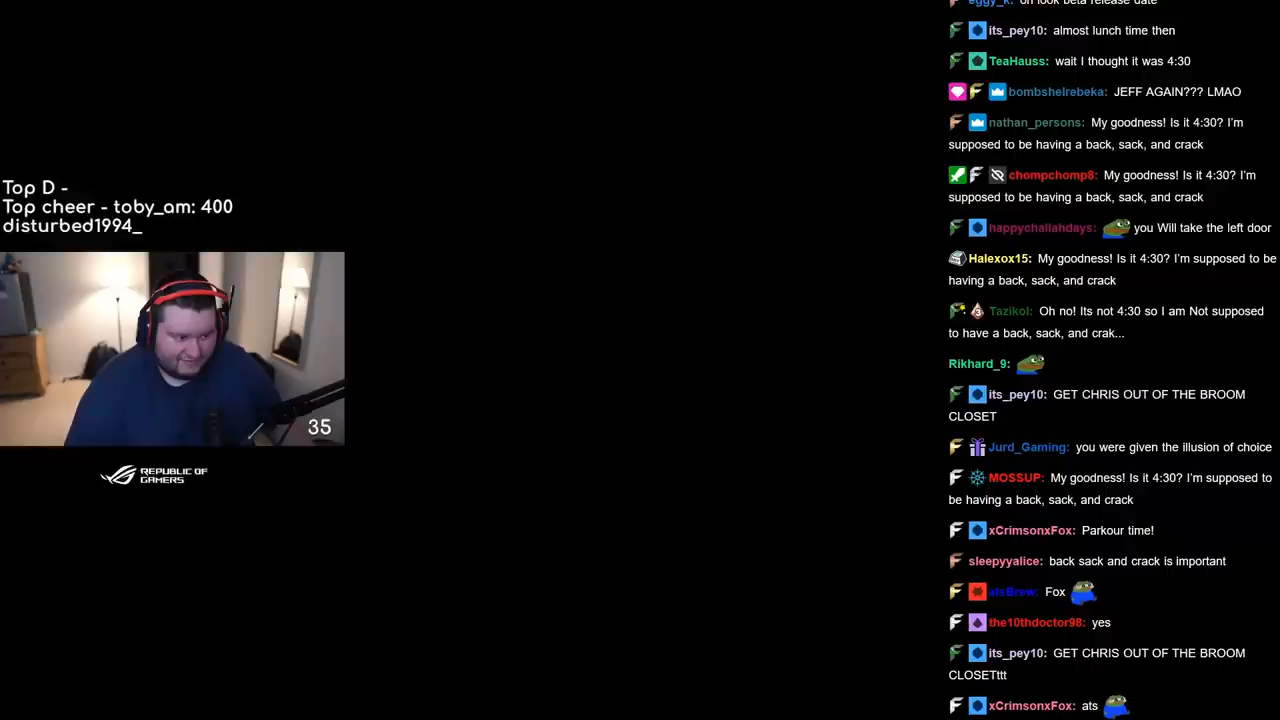 eggy_k: oh look beta release date
its_pey10: almost lunch time then
TeaHauss: wait I thought it was 4:30
bombshelrebeka: JEFF AGAIN??? LMAO
nathan_persons: My goodness! Is it 4:30? I'm
supposed to be having a back, sack, and crack
chompchomp8: My goodness! Is it 4:30? I'm
supposed to be having a back, sack, and crack
happychallahdays: you Will take the left door
Halexox15: My goodness! Is it 4:30? I'm supposed to be
having a back, sack, and crack
Tazikol: Oh no! Its not 4:30 so I am Not supposed
to have a back, sack, and crak...
Rikhard_9:
its_pey10: GET CHRIS OUT OF THE BROOM
CLOSET
Jurd_Gaming: you were given the illusion of choice
MOSSUP: My goodness! Is it 4:30? I'm supposed to
be having a back, sack, and crack
xCrimsonxFox: Parkour time!
sleepyyalice: back sack and crack is important
atsBrew: Fox
the10thdoctor98: yes
its_pey10: GET CHRIS OUT OF THE BROOM
CLOSETttt
xCrimsonxFox: ats
Top D -
Top cheer - toby_am: 400
disturbed1994_
35
REPUBLIC OF
GAMERS